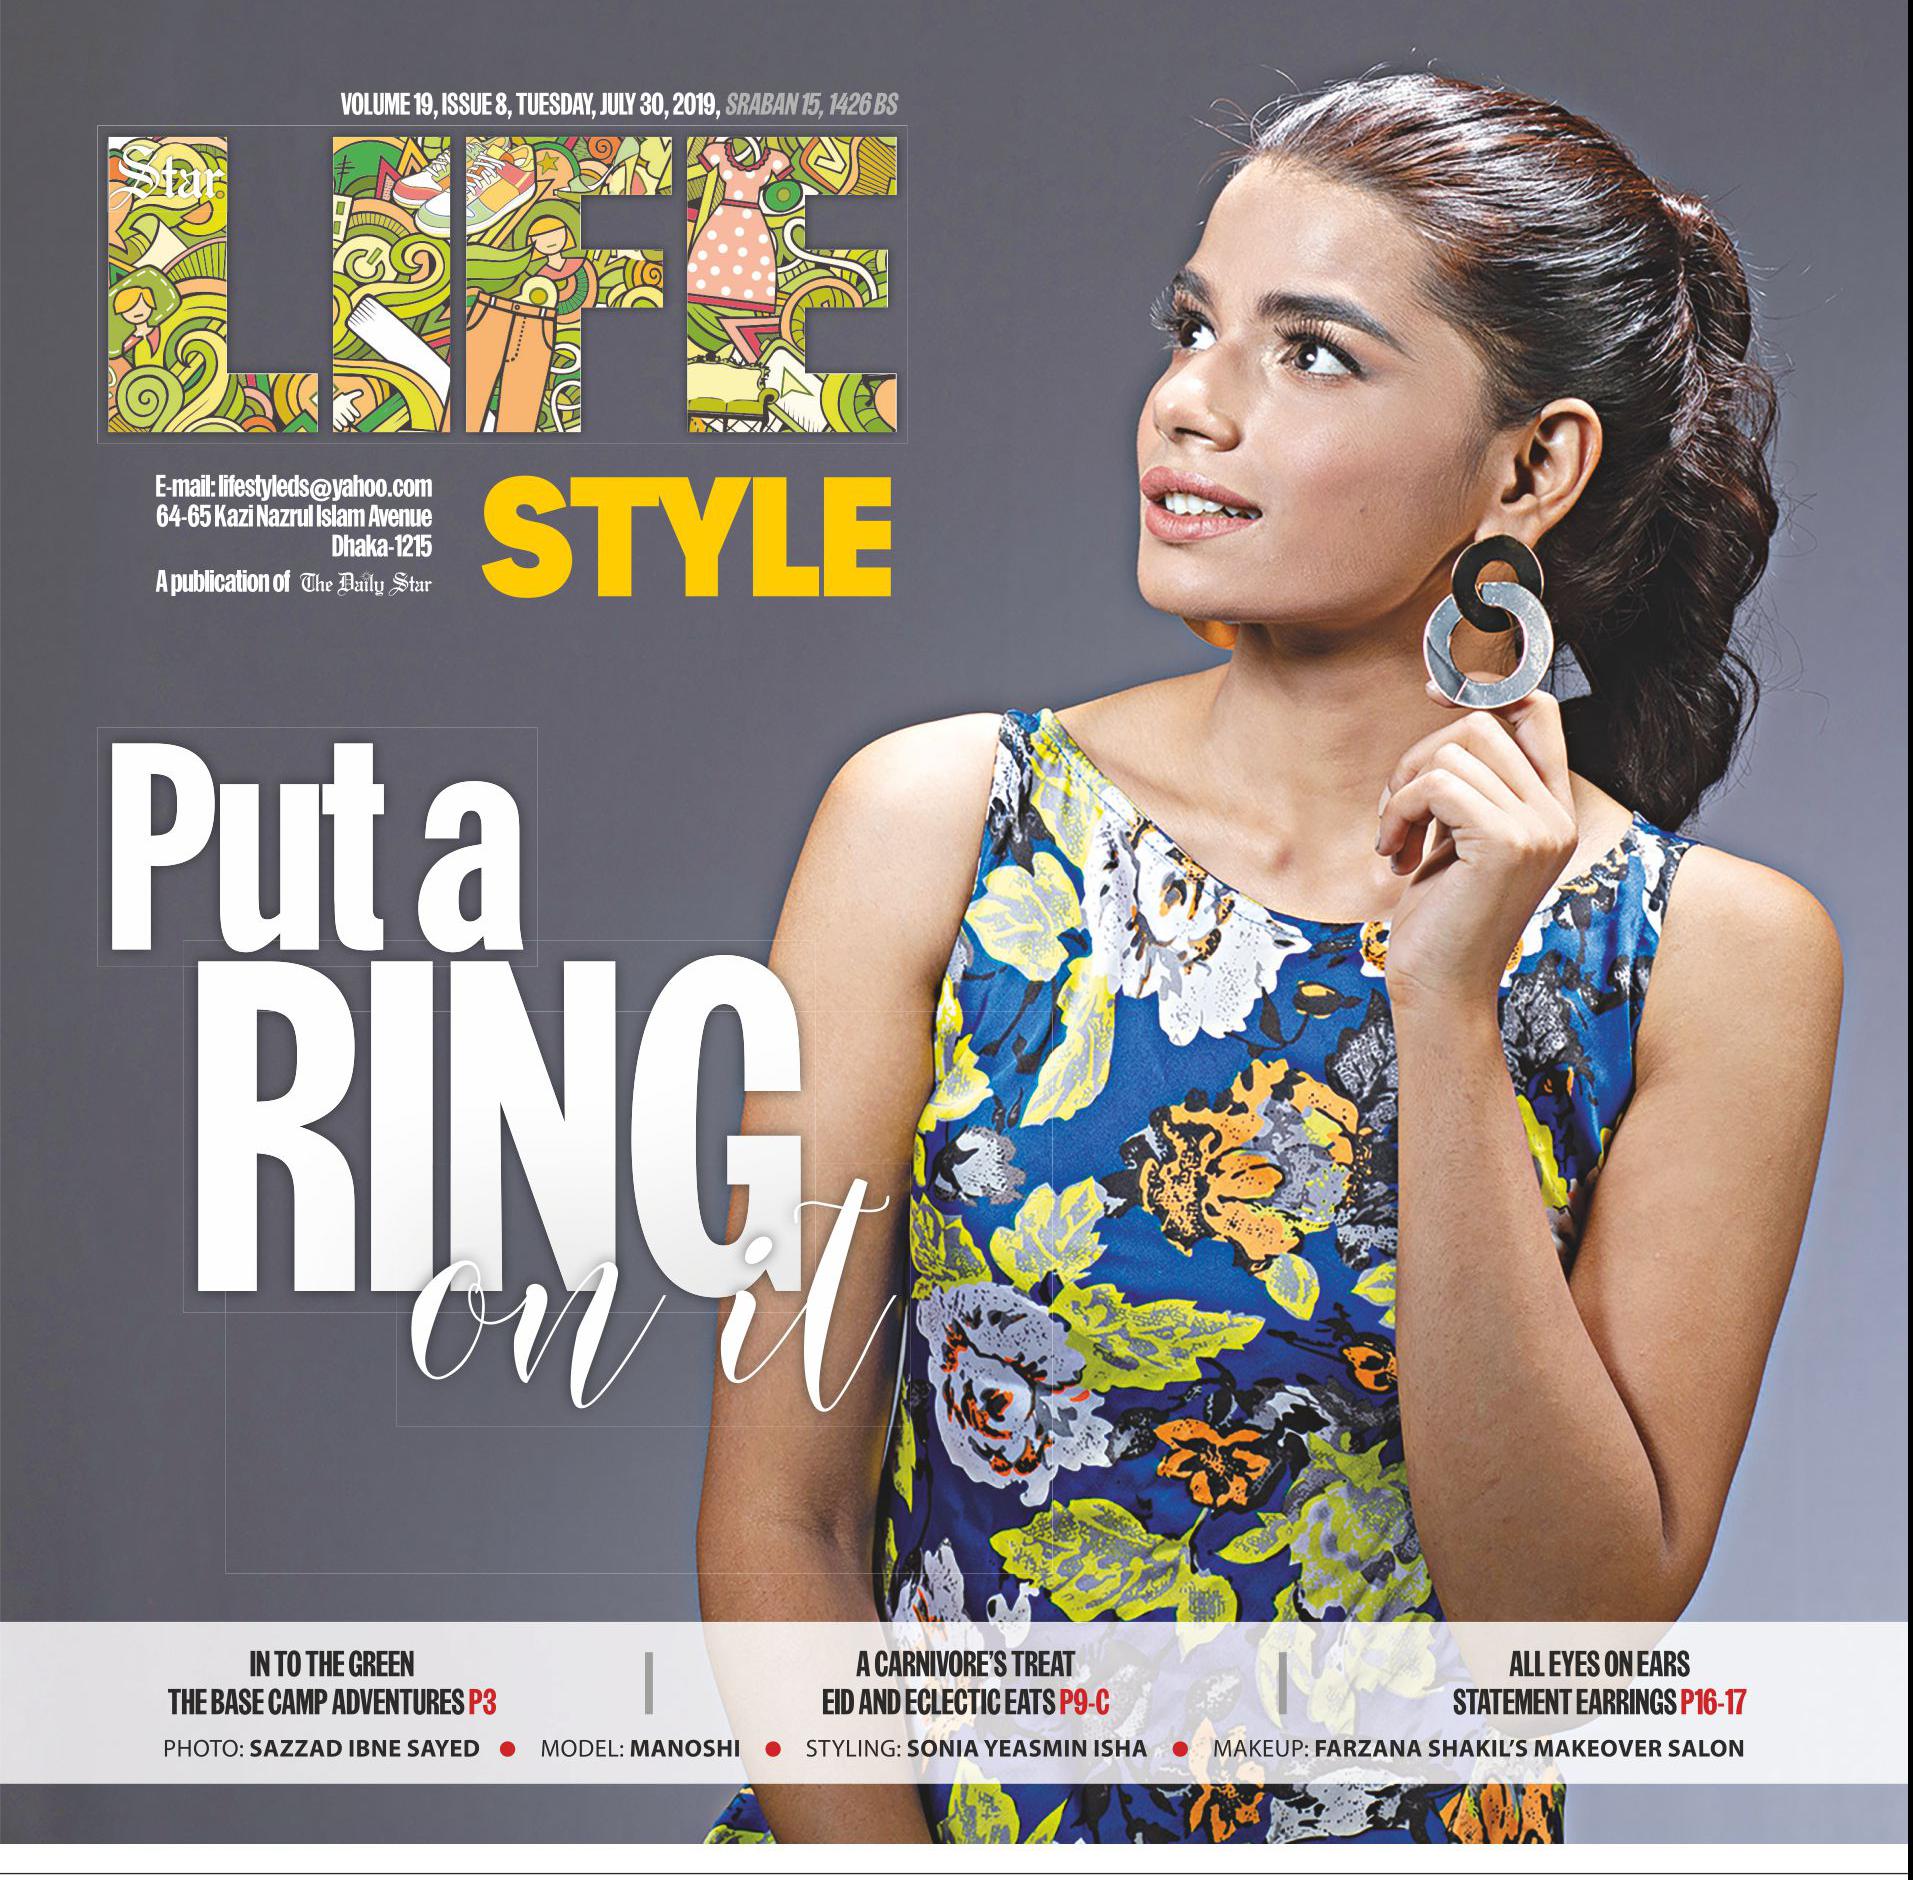 VOLUME 19, ISSUE 8, TUESDAY, JULY 30, 2019, SRABAN 15, 1426 BS
Star
LIFE
STYLE
E-mail: lifestyleds@yahoo.com
64-65 Kazi Nazrul Islam Avenue
Dhaka-1215
A publication of The Daily Star
Put a
RING
on it
IN TO THE GREEN
THE BASE CAMP ADVENTURES P3
A CARNIVORE'S TREAT
EID AND ECLECTIC EATS P9-C
ALL EYES ON EARS
STATEMENT EARRINGS P16-17
PHOTO: SAZZAD IBNE SAYED ● MODEL: MANOSHI ● STYLING: SONIA YEASMIN ISHA ● MAKEUP: FARZANA SHAKIL'S MAKEOVER SALON